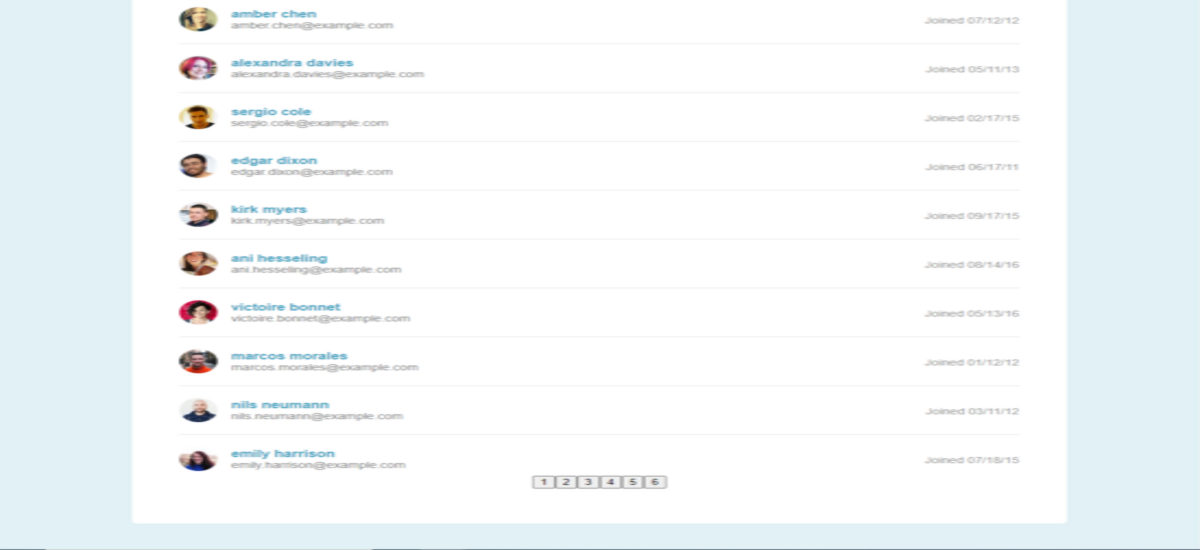 amber chen
amber.chen@example.com
Joined 07/12/12
alexandra davies
alexandra.davies@example.com
Joined 05/11/13
sergio cole
sergio.cole@example.com
Joined 02/17/15
edgar dixon
edgar.dixon@example.com
Joined 06/17/11
kirk myers
kirk.myers@example.com
Joined 09/17/15
ani hesseling
ani.hesseling@example.com
Joined 08/14/16
victoire bonnet
victoire.bonnet@example.com
Joined 05/13/16
marcos morales
marcos.morales@example.com
Joined 01/12/12
nils neumann
nils.neumann@example.com
Joined 03/11/12
emily harrison
emily.harrison@example.com
Joined 07/18/15
1 2 3 4 5 6